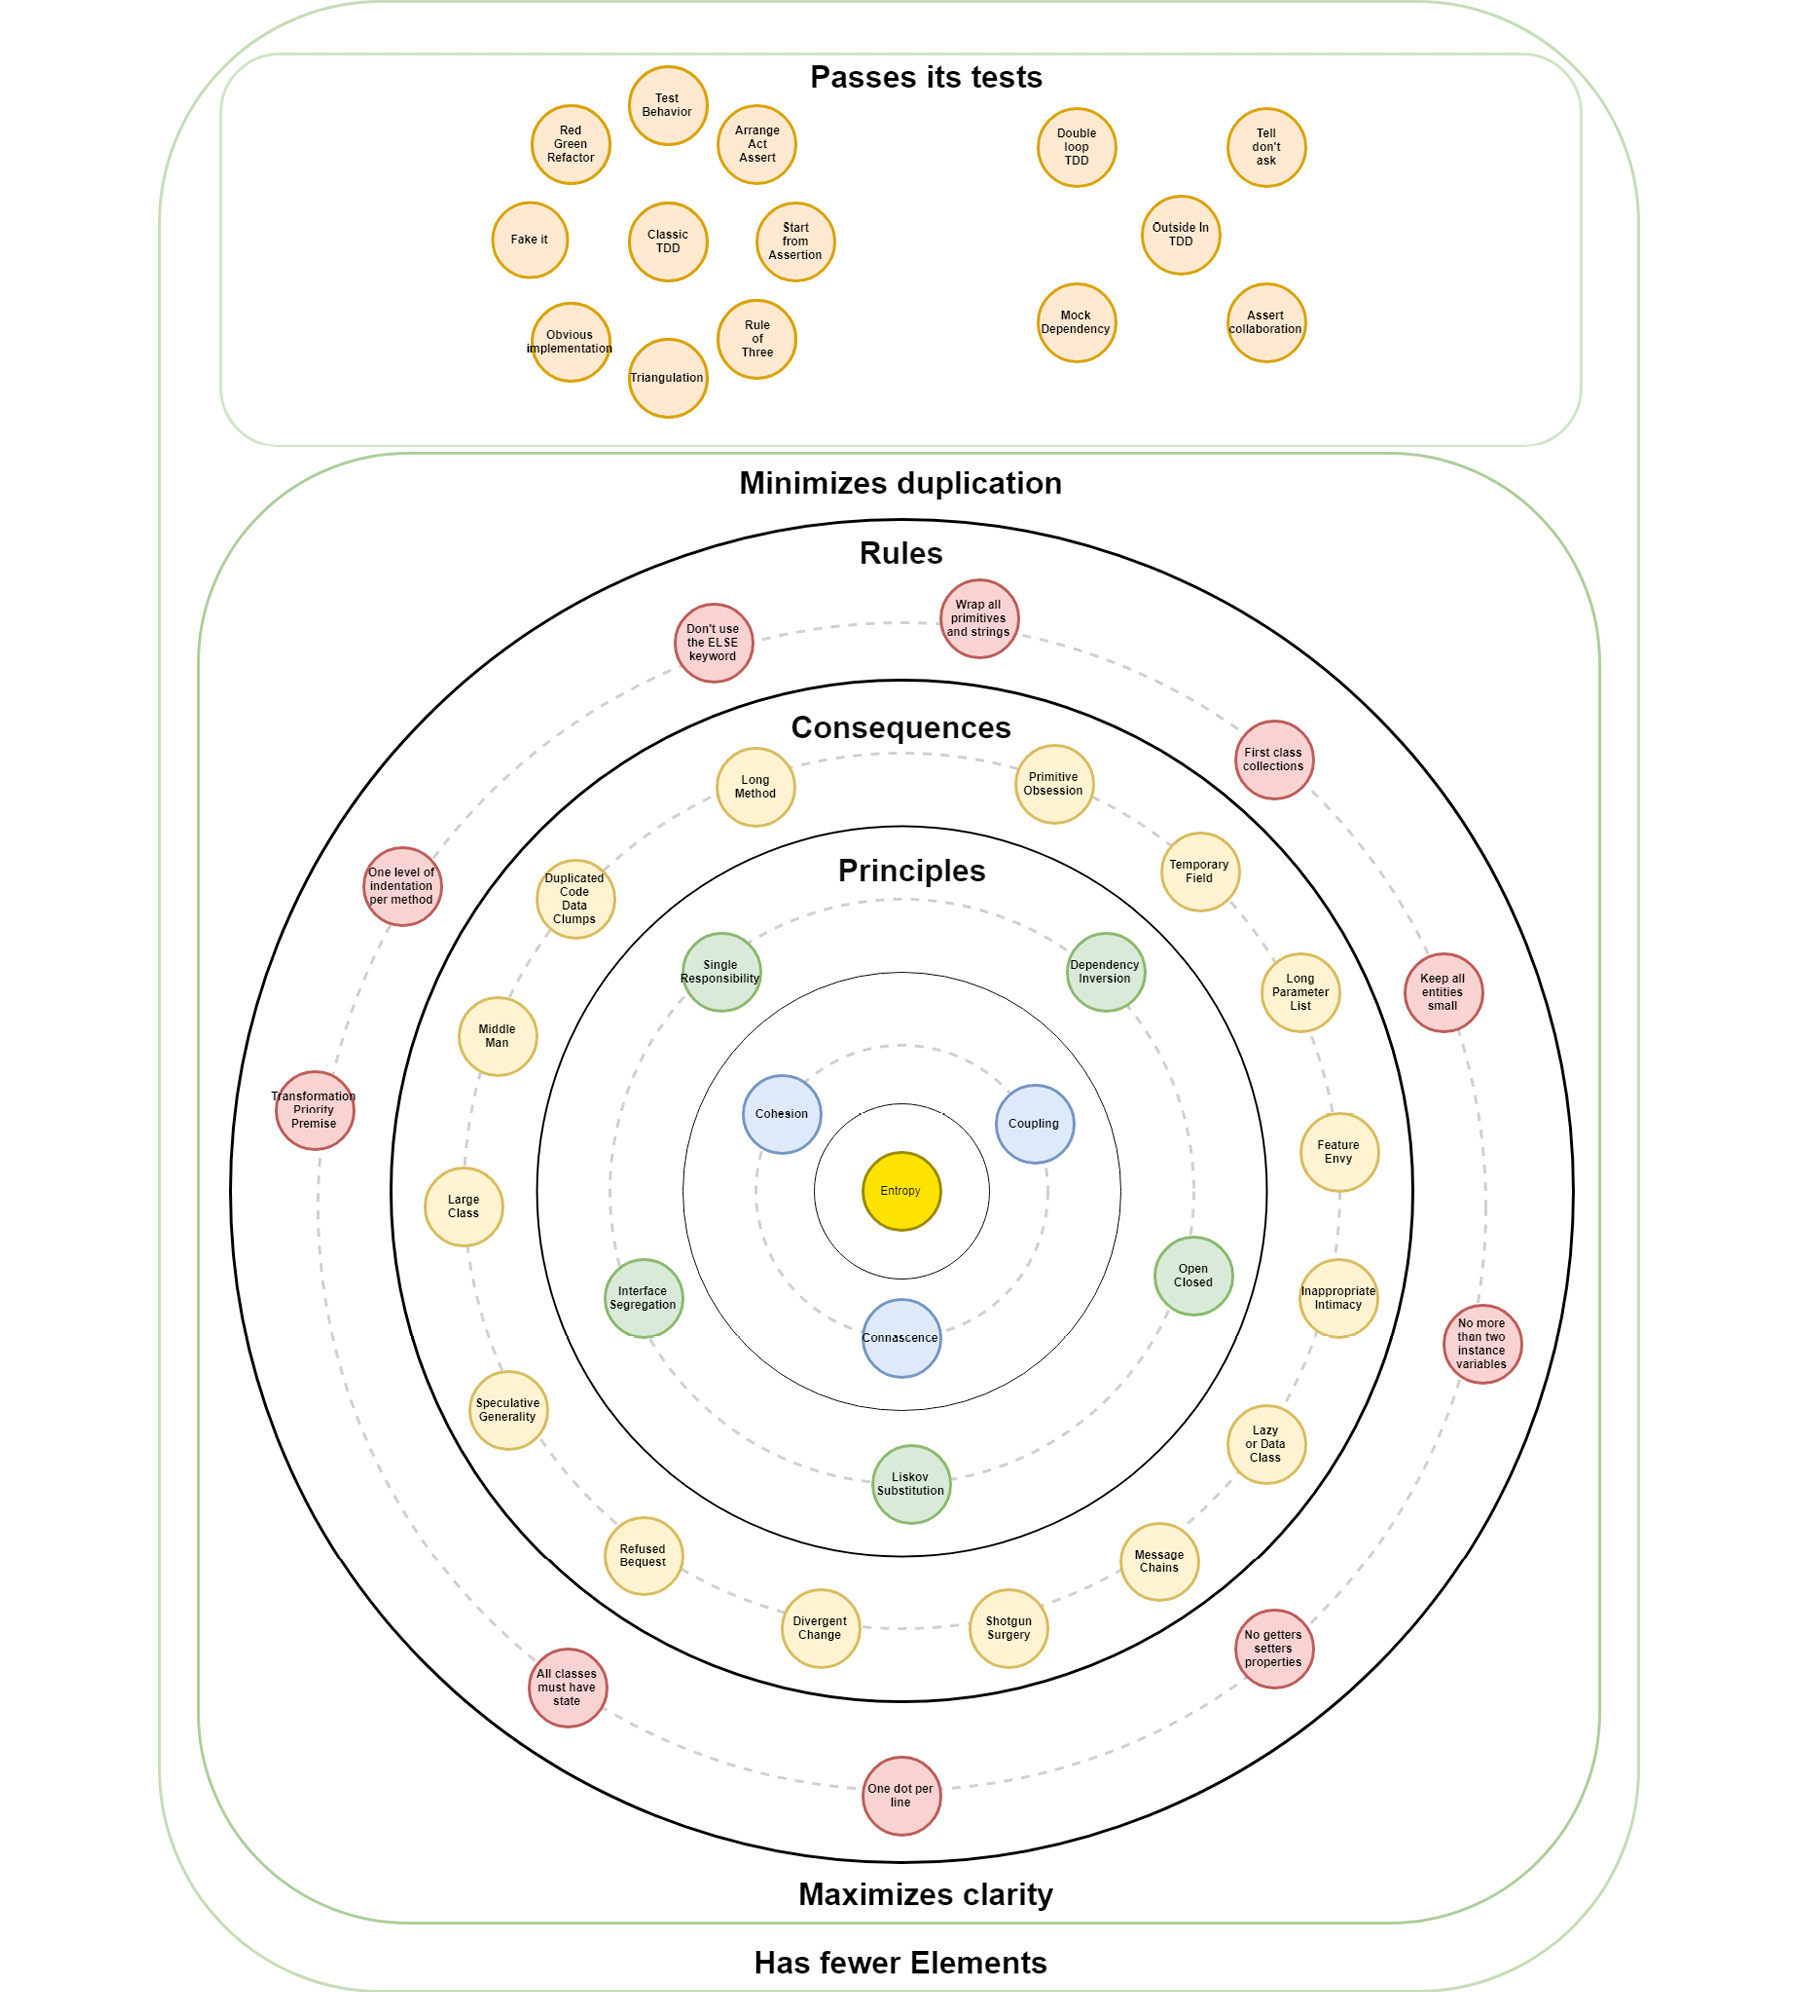 Passes its tests
Test
Behavior
Red
Green
Refactor
Arrange
Act
Assert
Double
loop
TDD
Tell
don't
ask
Fake it
Classic
TDD
Start
from
Assertion
Outside In
TDD
Obvious
implementation
Triangulation
Rule
of
Three
Mock
Dependency
Assert
collaboration
Minimizes duplication
Rules
Wrap all
primitives
and strings
Don't use
the ELSE
keyword
First class
collections
One level of
indentation
per method
Keep all
entities
small
Transformation
Priority
Premise
No more
than two
instance
variables
No getters
setters
properties
All classes
must have
state
One dot per
line
Consequences
Long
Method
Primitive
Obsession
Temporary
Field
Duplicated
Code
Data
Clumps
Long
Parameter
List
Middle
Man
Feature
Envy
Large
Class
Inappropriate
Intimacy
Speculative
Generality
Lazy
or Data
Class
Refused
Bequest
Message
Chains
Divergent
Change
Shotgun
Surgery
Principles
Single
Responsibility
Dependency
Inversion
Open
Closed
Interface
Segregation
Liskov
Substitution
Cohesion
Coupling
Entropy
Connascence
Maximizes clarity
Has fewer Elements